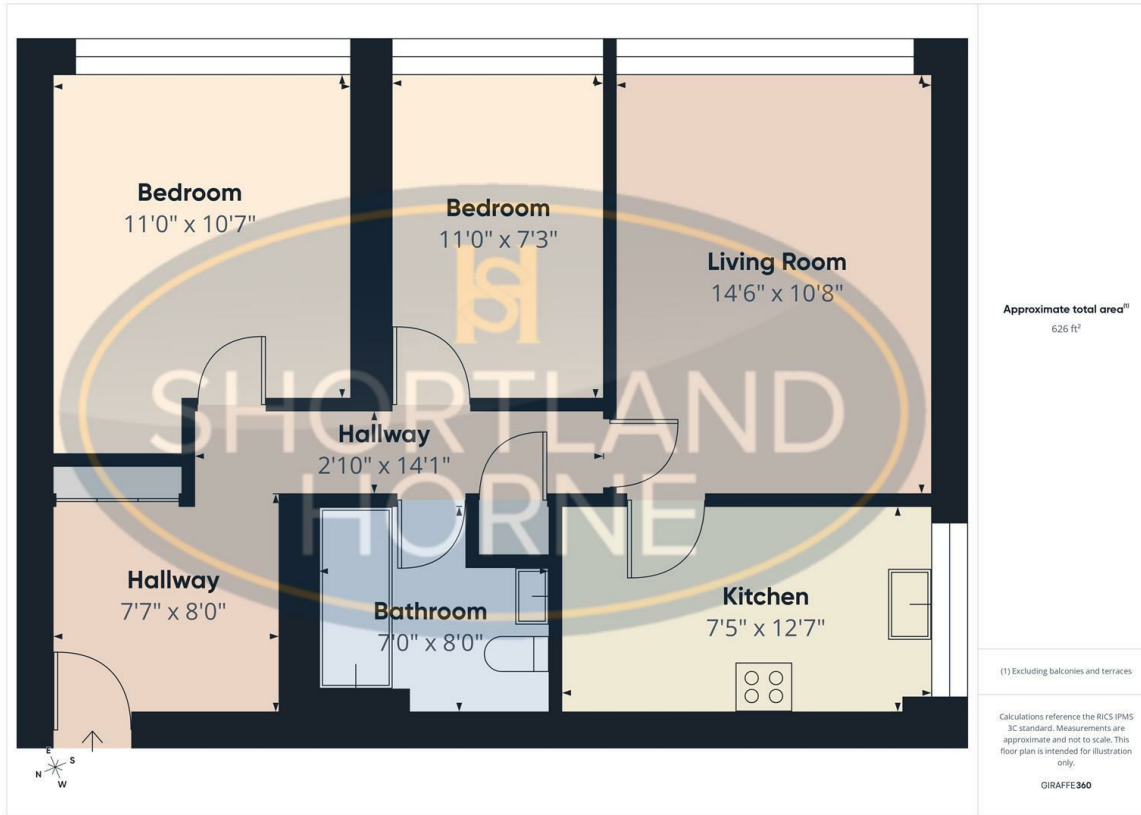 Bedroom
11'0" x 10'7"
Bedroom
11'0" x 7'3"
Living Room
14'6" x 10'8"
SHORTLAND
HORNE
Hallway
2'10" x 14'1"
Hallway
7'7" x 8'0"
Bathroom
7'0" x 8'0"
Kitchen
7'5" x 12'7"
E
S
N
W
Approximate total area(1)
626 ft²
(1) Excluding balconies and terraces
Calculations reference the RICS IPMS
3C standard. Measurements are
approximate and not to scale. This
floor plan is intended for illustration
only.
GIRAFFE360